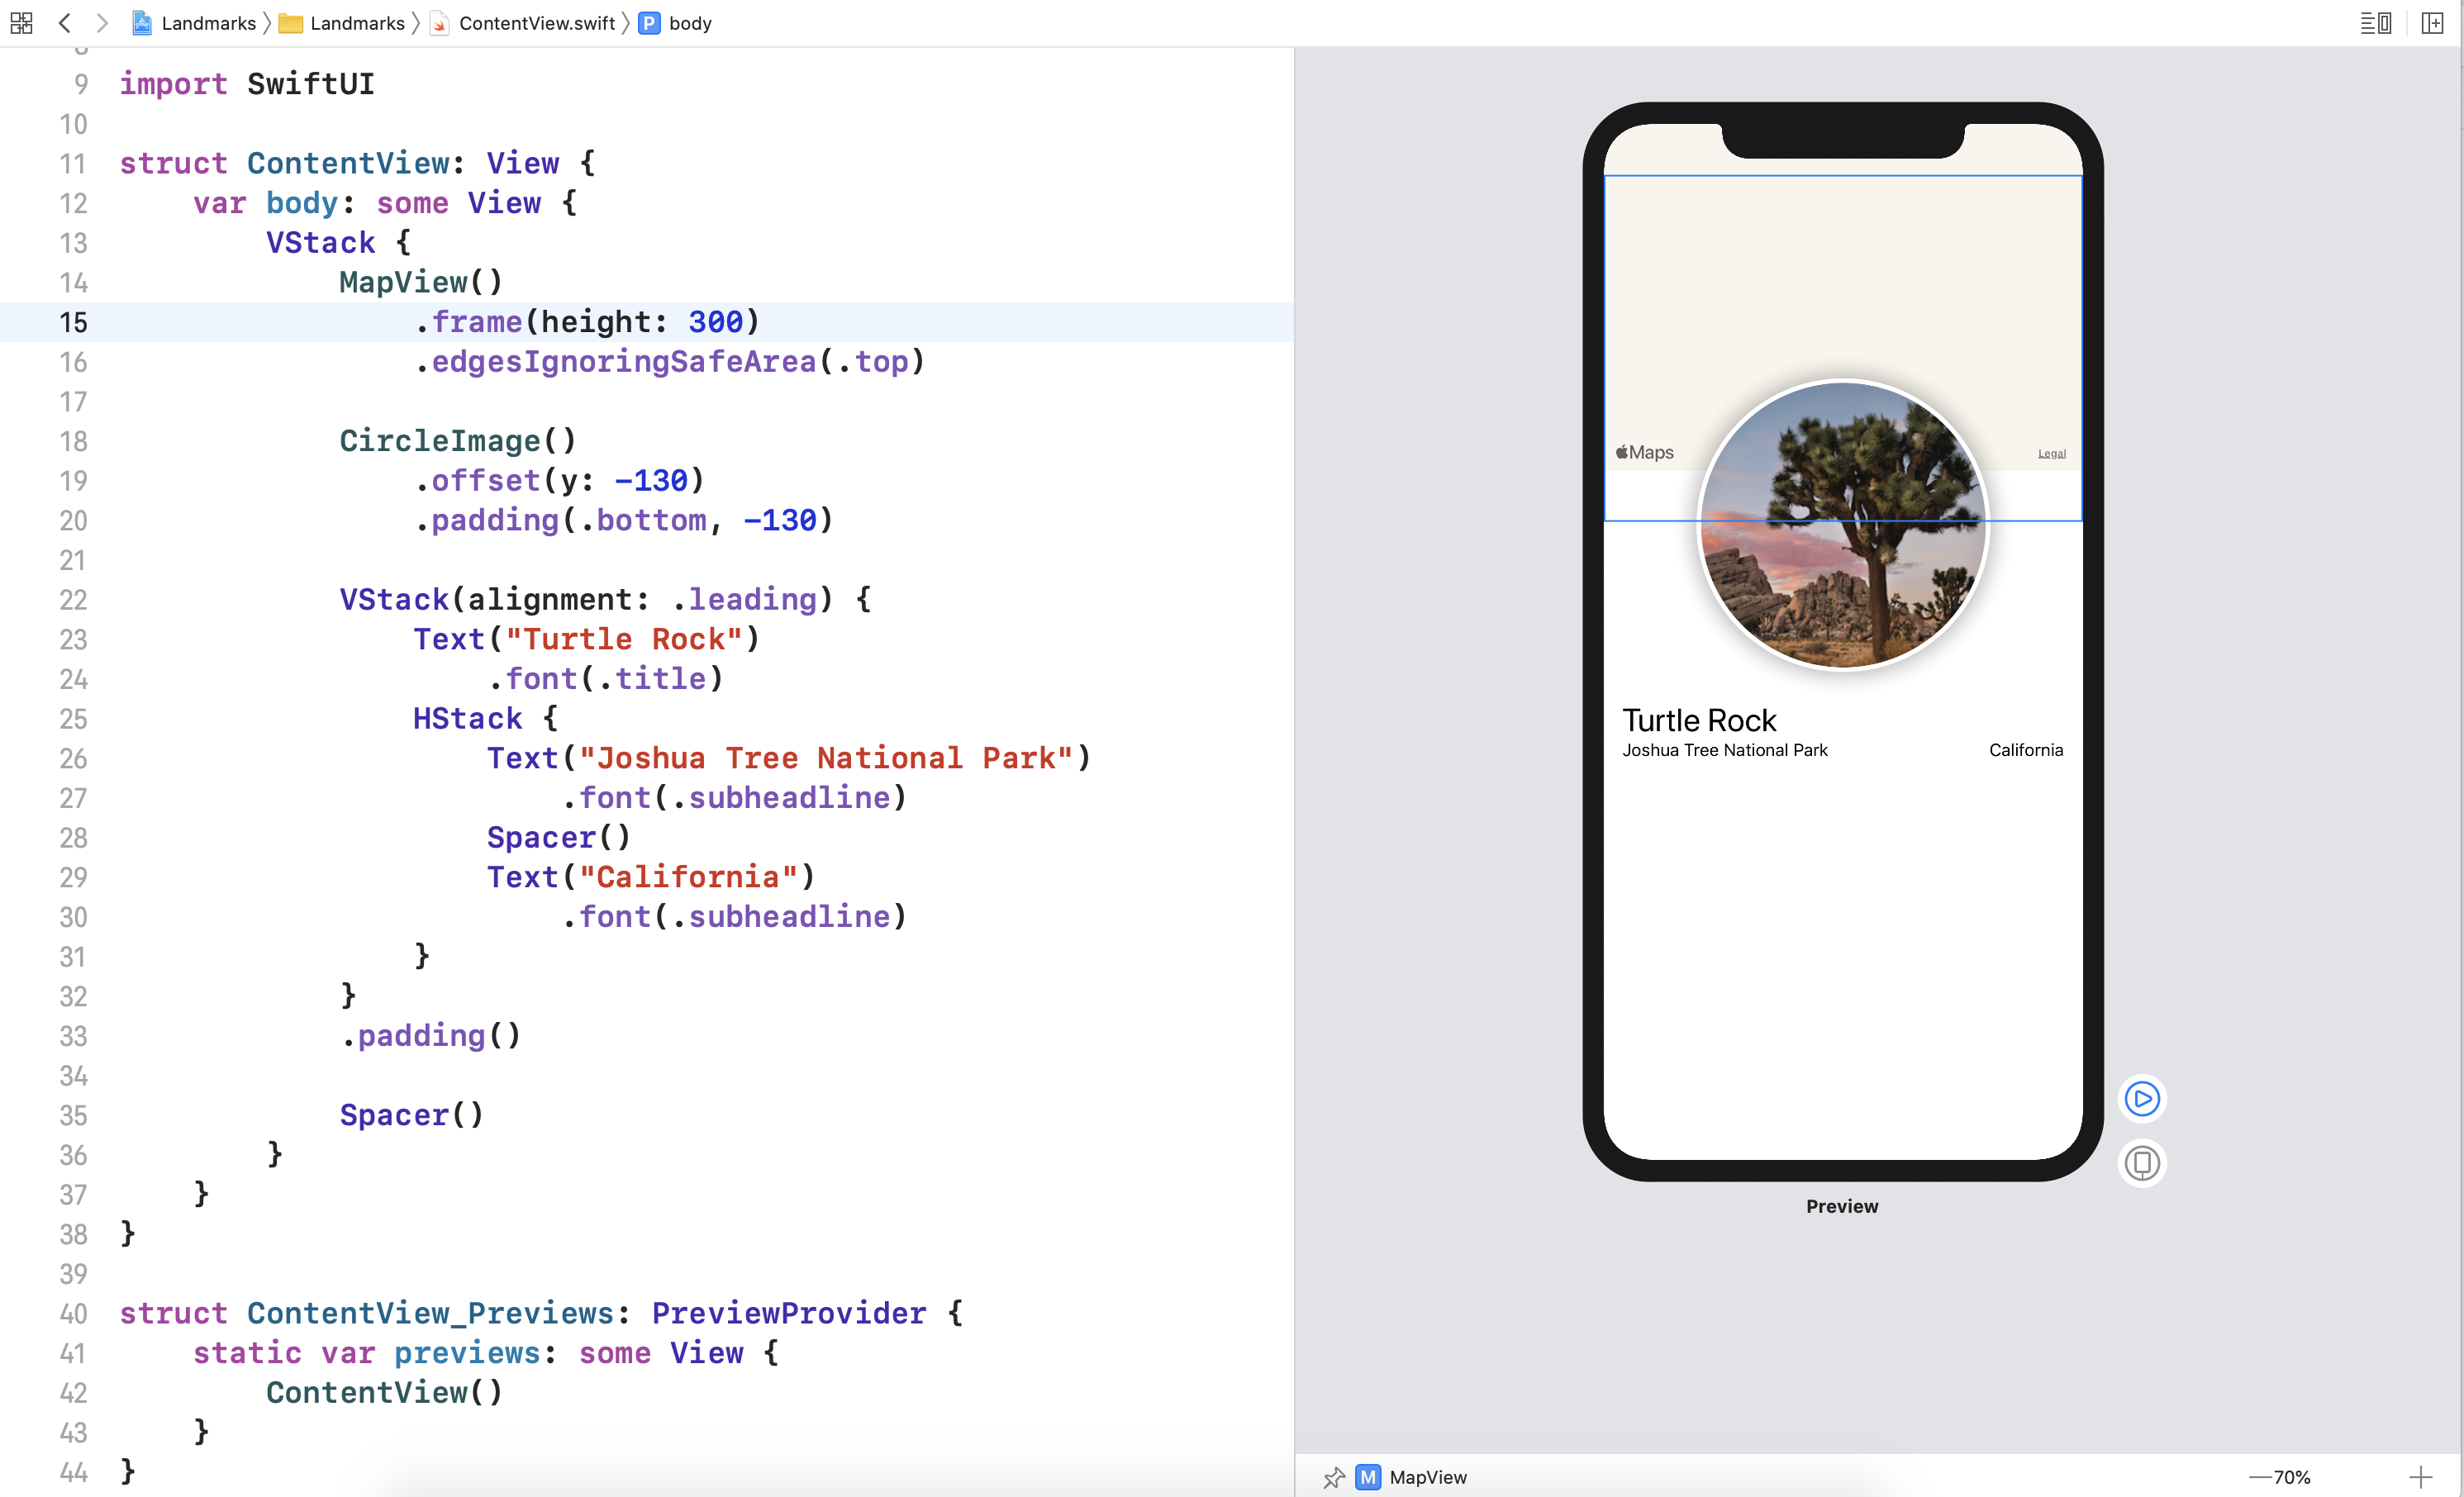 Landmarks Landmarks ContentView.swift P body
8
9 import SwiftUI
10
11 struct ContentView: View {
12 var body: some View {
13 VStack {
14 MapView()
15 .frame(height: 300)
16 .edgesIgnoringSafeArea(.top)
17
18 CircleImage()
19 .offset(y: -130)
20 .padding(.bottom, -130)
21
22 VStack(alignment: .leading) {
23 Text("Turtle Rock")
24 .font(.title)
25 HStack {
26 Text("Joshua Tree National Park")
27 .font(.subheadline)
28 Spacer()
29 Text("California")
30 .font(.subheadline)
31 }
32 }
33 .padding()
34
35 Spacer()
36 }
37 }
38 }
39
40 struct ContentView_Previews: PreviewProvider {
41 static var previews: some View {
42 ContentView()
43 }
44 }
Maps Legal
Turtle Rock
Joshua Tree National Park California
Preview
M MapView 70%